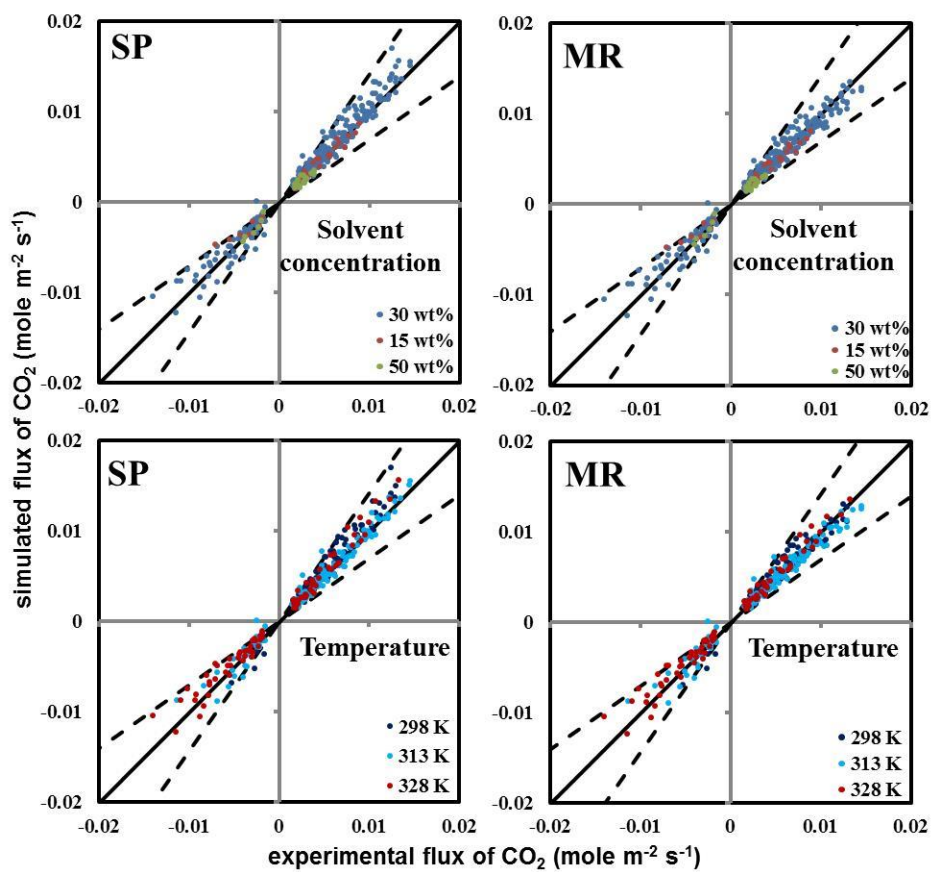 simulated flux of CO₂ (mole m⁻² s⁻¹)
0.02
SP
0.01
0
Solvent
concentration
-0.01
30 wt%
15 wt%
50 wt%
-0.02
-0.02 -0.01 0 0.01 0.02
0.02
MR
0.01
0
Solvent
concentration
-0.01
30 wt%
15 wt%
50 wt%
-0.02
-0.02 -0.01 0 0.01 0.02
0.02
SP
0.01
0
Temperature
-0.01
298 K
313 K
328 K
-0.02
-0.02 -0.01 0 0.01 0.02
0.02
MR
0.01
0
Temperature
-0.01
298 K
313 K
328 K
-0.02
-0.02 -0.01 0 0.01 0.02
experimental flux of CO₂ (mole m⁻² s⁻¹)